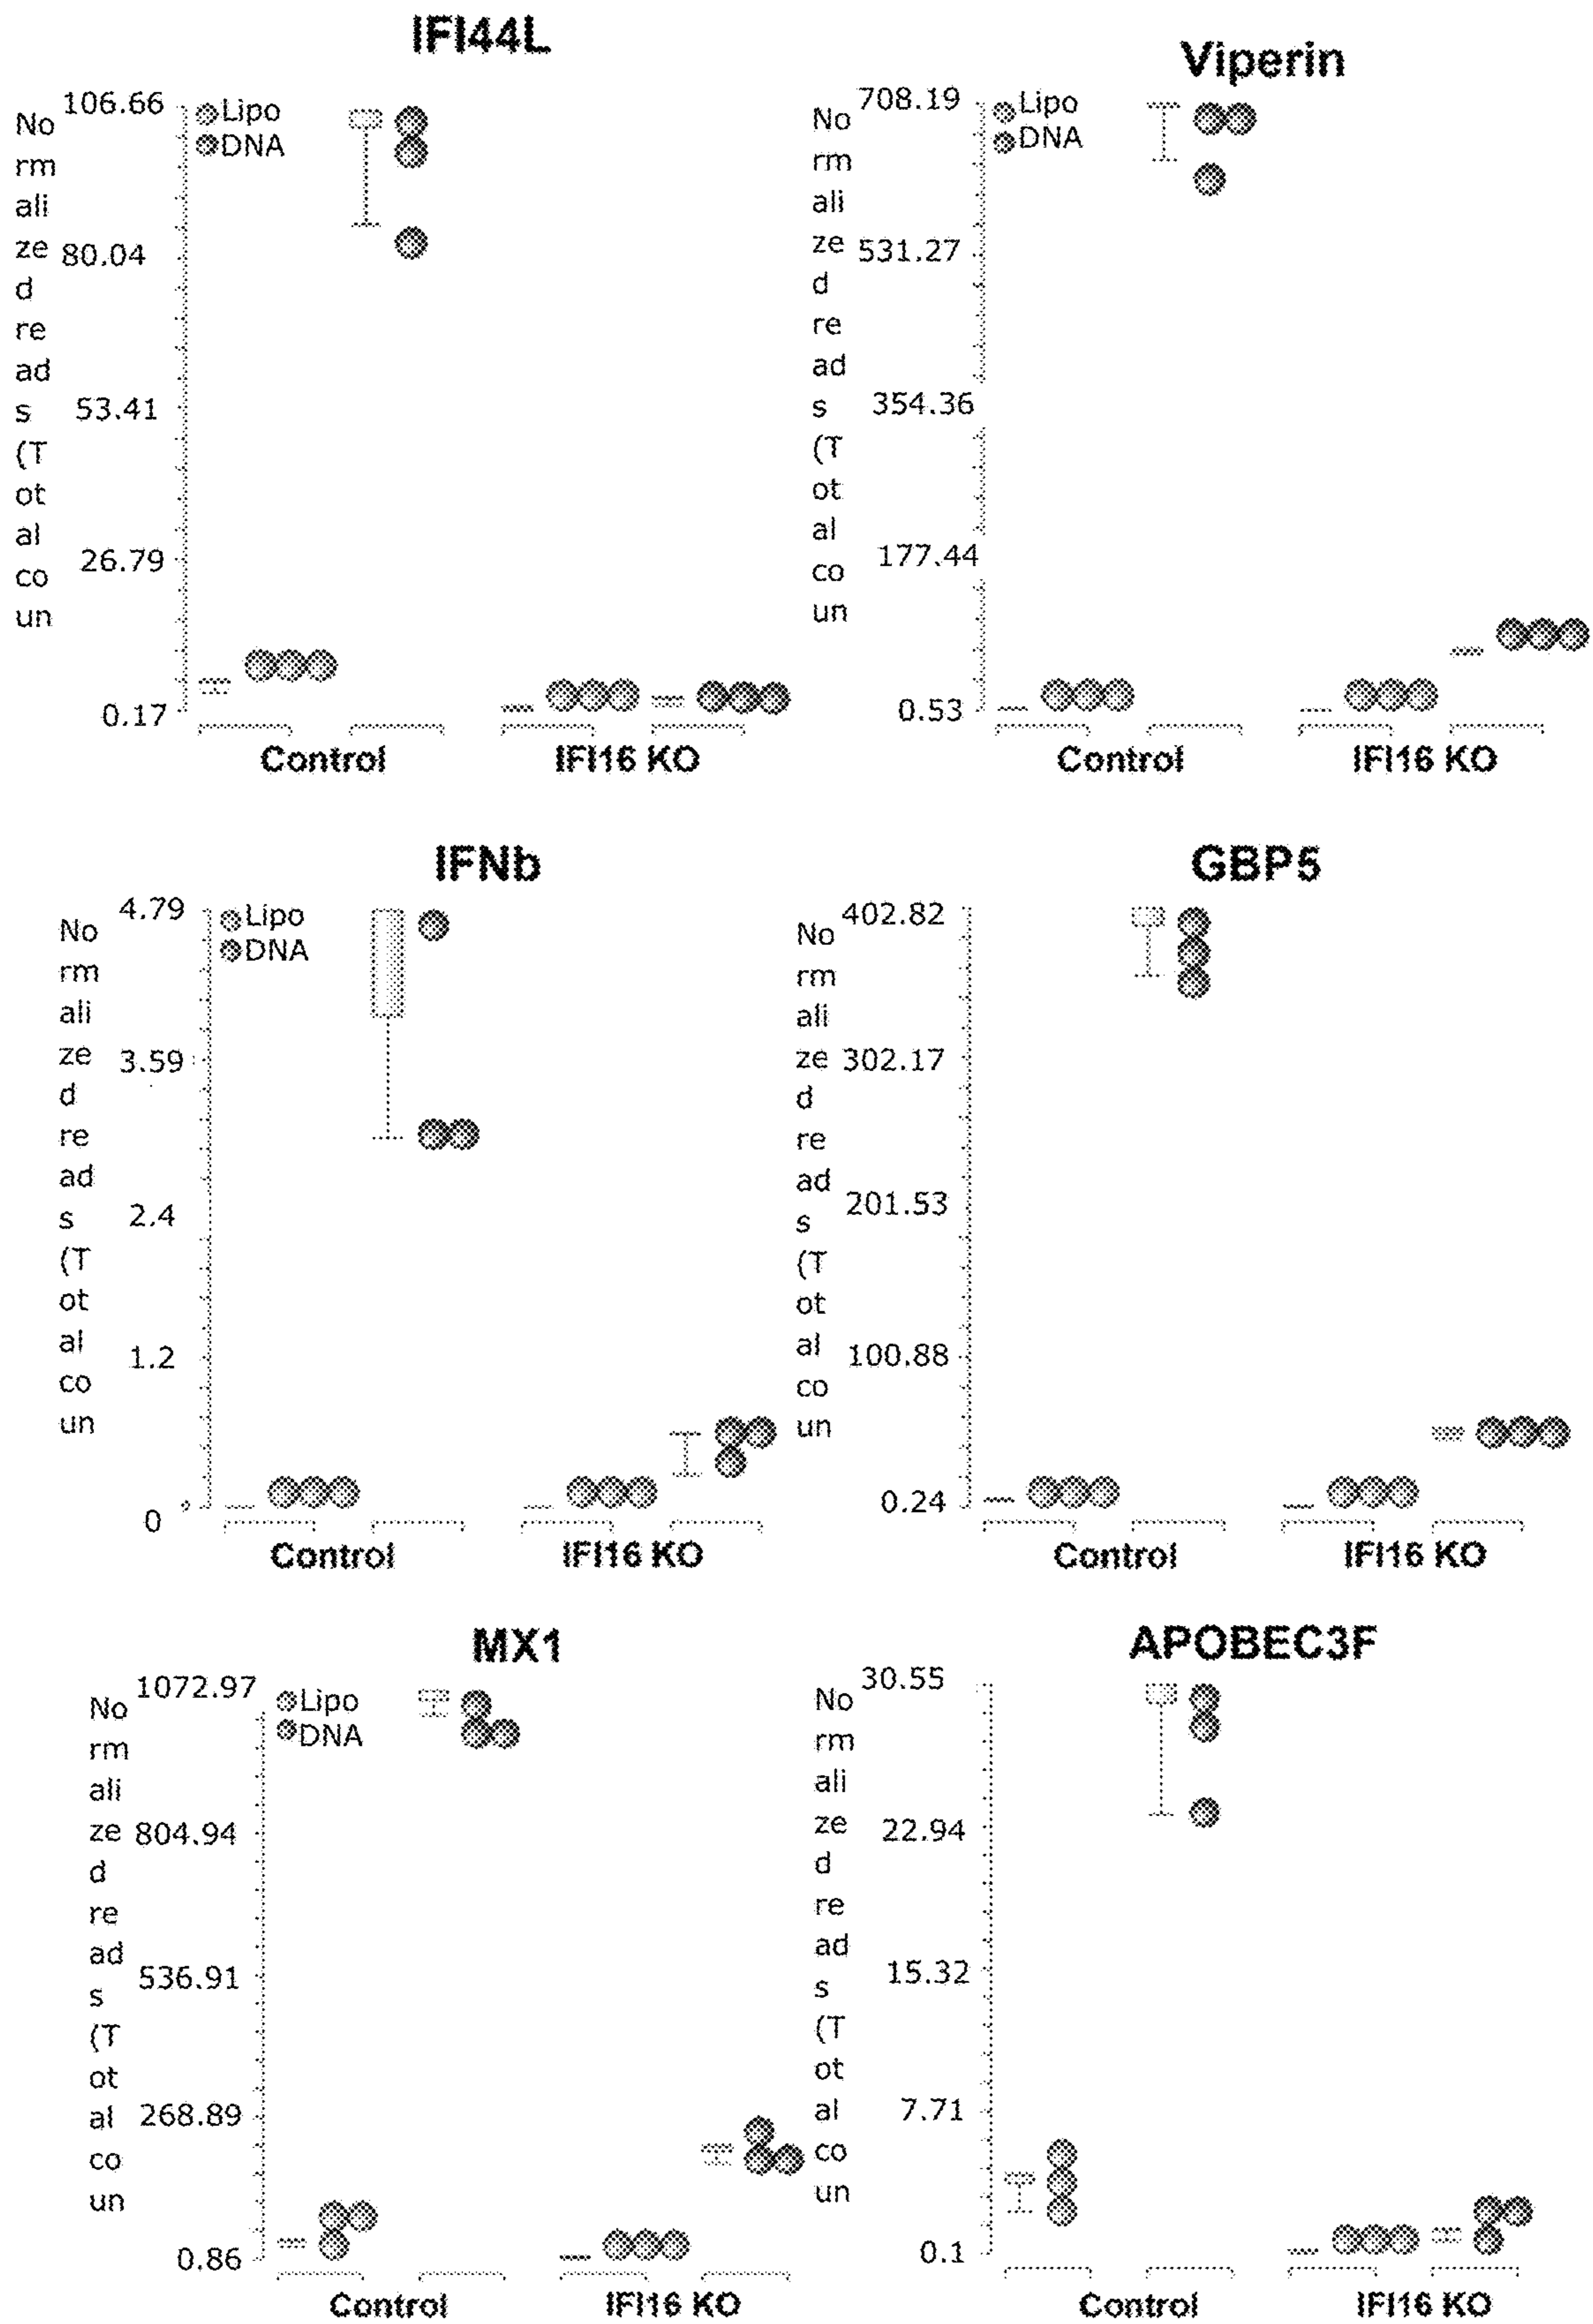 IFI44L
106.66
Lipo
DNA
No
rm
ali
ze
d
re
ad
s
(T
ot
al
co
un
80.04
53.41
26.79
0.17
Control
IFI16 KO
Viperin
708.19
Lipo
DNA
No
rm
ali
ze
d
re
ad
s
(T
ot
al
co
un
531.27
354.36
177.44
0.53
Control
IFI16 KO
IFNb
4.79
Lipo
DNA
No
rm
ali
ze
d
re
ad
s
(T
ot
al
co
un
3.59
2.4
1.2
0
Control
IFI16 KO
GBP5
402.82
No
rm
ali
ze
d
re
ad
s
(T
ot
al
co
un
302.17
201.53
100.88
0.24
Control
IFI16 KO
MX1
1072.97
Lipo
DNA
No
rm
ali
ze
d
re
ad
s
(T
ot
al
co
un
804.94
536.91
268.89
0.86
Control
IFI16 KO
APOBEC3F
30.55
No
rm
ali
ze
d
re
ad
s
(T
ot
al
co
un
22.94
15.32
7.71
0.1
Control
IFI16 KO